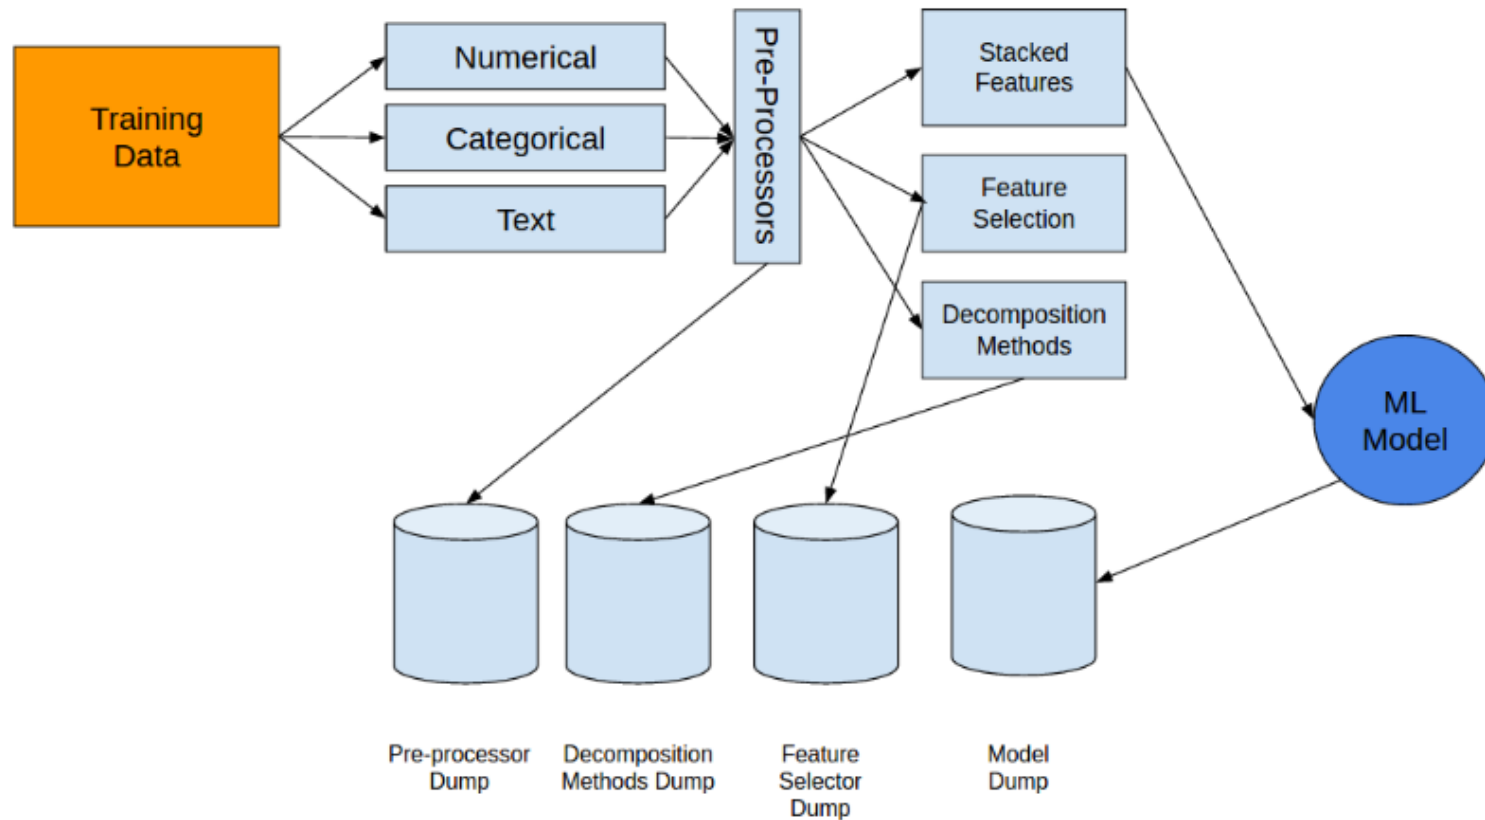 Training
Data
Numerical
Categorical
Text
Pre-Processors
Stacked
Features
Feature
Selection
Decomposition
Methods
ML
Model
Pre-processor
Dump
Decomposition
Methods Dump
Feature
Selector
Dump
Model
Dump